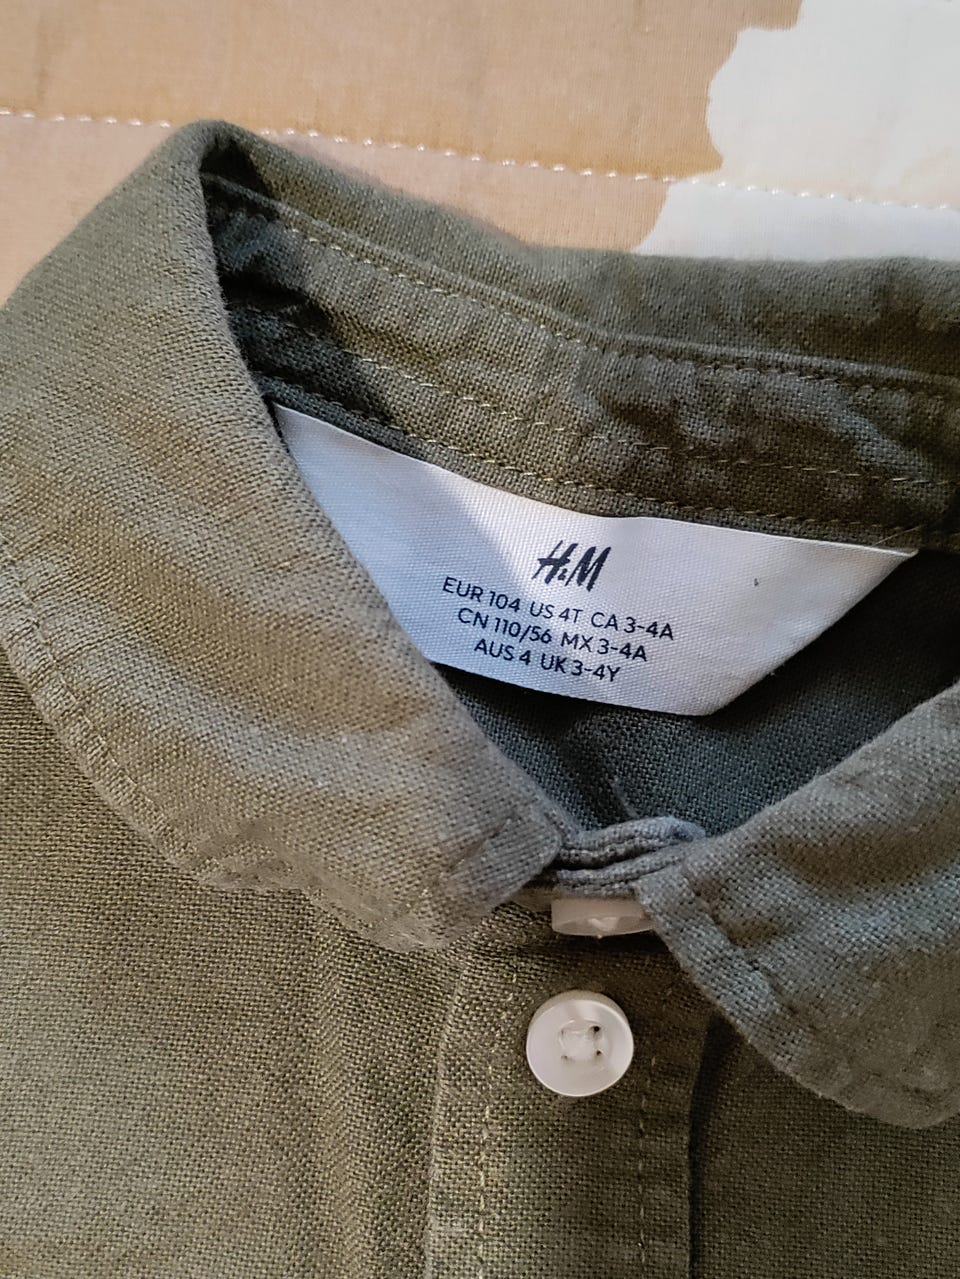 H&M
EUR 104 US 4T CA 3-4A
CN 110/56 MX 3-4A
AUS 4 UK 3-4Y